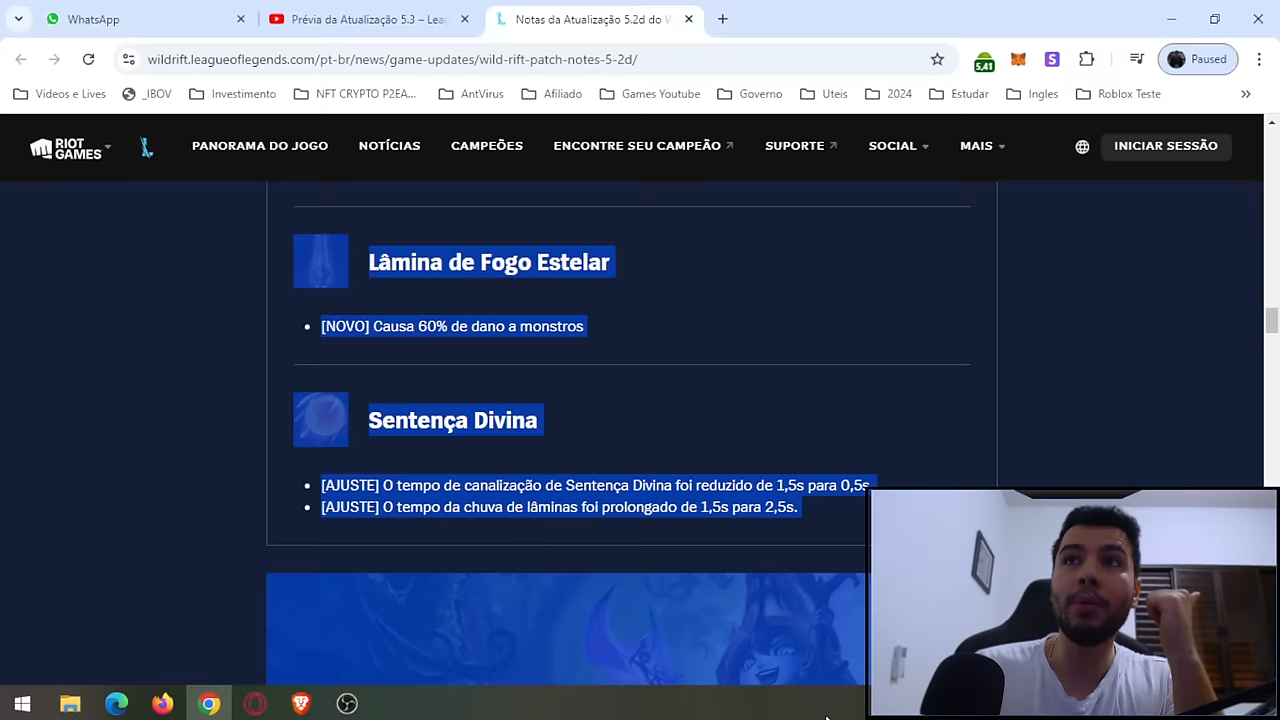 WhatsApp
Prévia da Atualização 5.3 – Lea
Notas da Atualização 5.2d do W
wildrift.leagueoflegends.com/pt-br/news/game-updates/wild-rift-patch-notes-5-2d/
5,41
S
Paused
Videos e Lives
_IBOV
Investimento
NFT CRYPTO P2EA...
AntVirus
Afiliado
Games Youtube
Governo
Uteis
2024
Estudar
Ingles
Roblox Teste
RIOT
GAMES
PANORAMA DO JOGO
NOTÍCIAS
CAMPEÕES
ENCONTRE SEU CAMPEÃO
SUPORTE
SOCIAL
MAIS
INICIAR SESSÃO
Lâmina de Fogo Estelar
[NOVO] Causa 60% de dano a monstros
Sentença Divina
[AJUSTE] O tempo de canalização de Sentença Divina foi reduzido de 1,5s para 0,5s.
[AJUSTE] O tempo da chuva de lâminas foi prolongado de 1,5s para 2,5s.